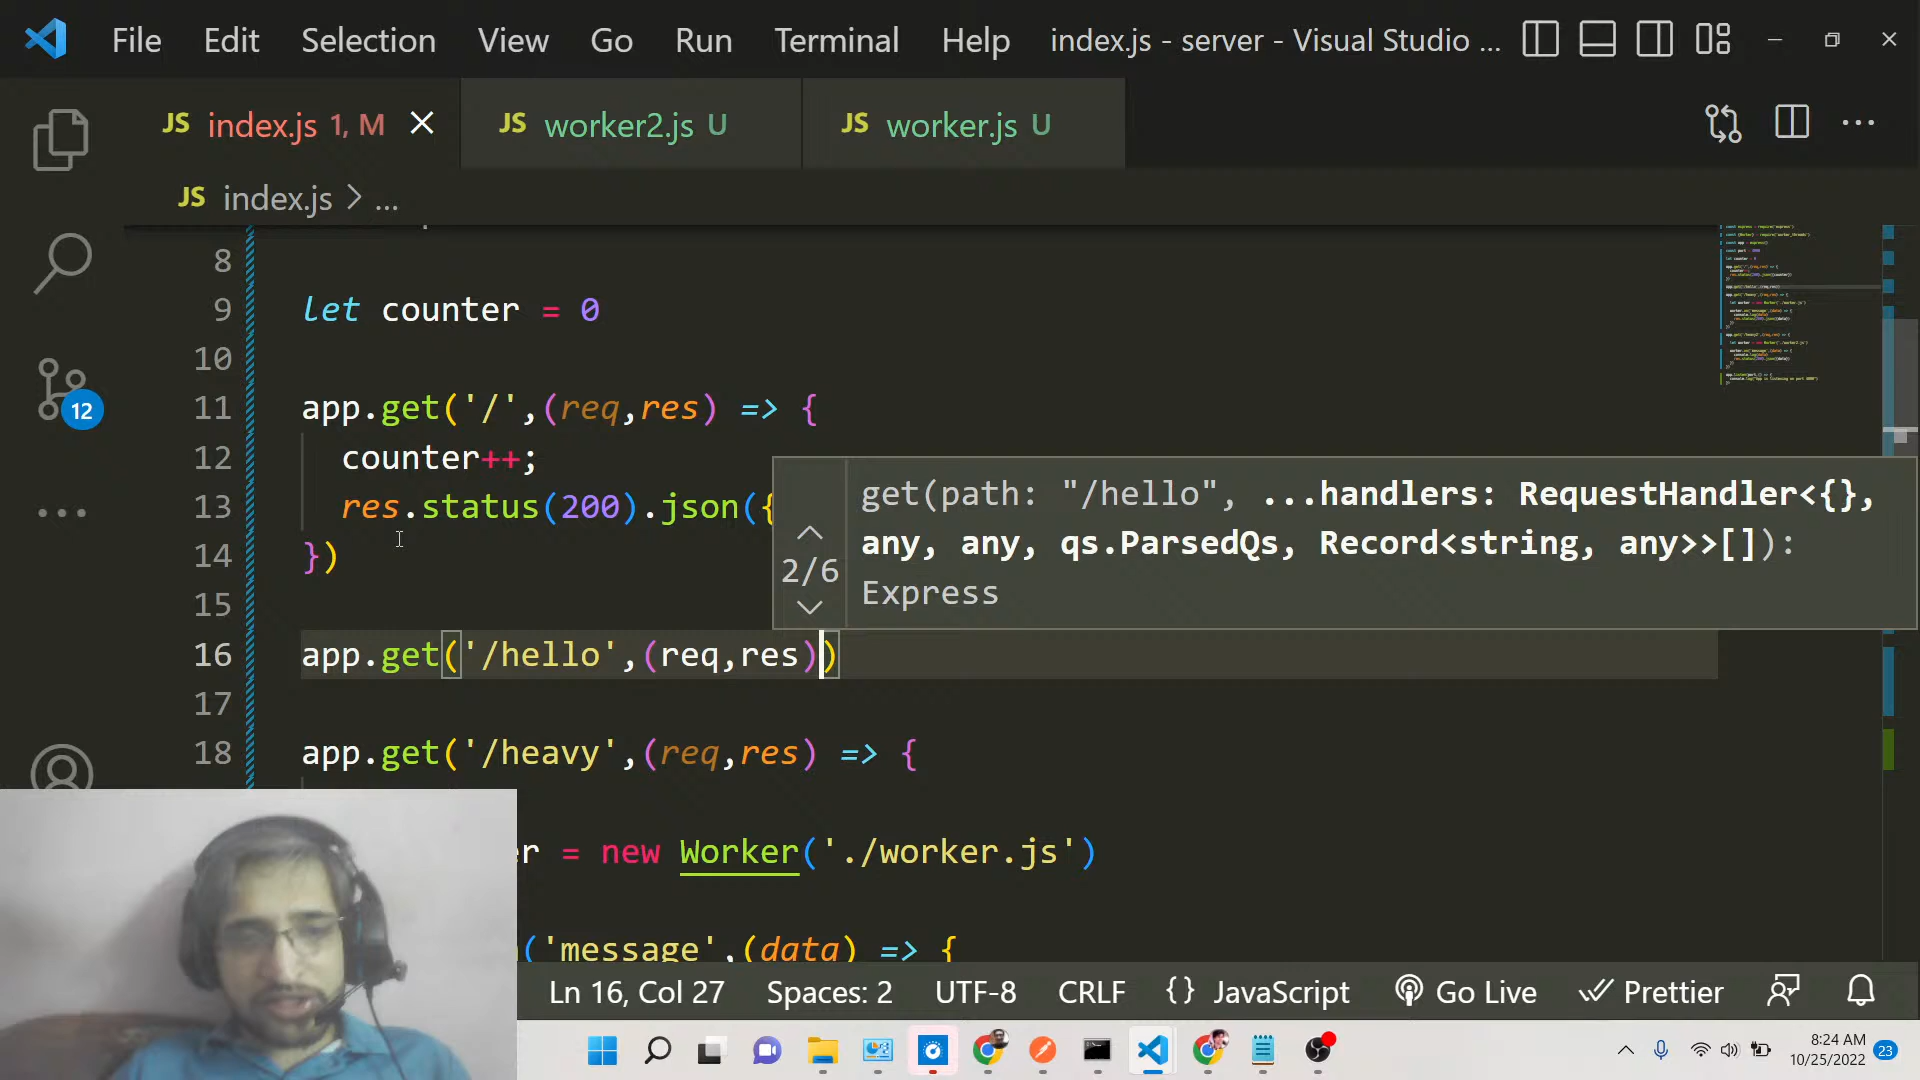 File Edit Selection View Go Run Terminal Help index.js - server - Visual Studio ...
JS index.js 1, M JS worker2.js U JS worker.js U
JS index.js > ...
8
9 let counter = 0
10
11 app.get('/',(req,res) => {
12 counter++;
13 res.status(200).json({
14 })
15
16 app.get('/hello',(req,res))
17
18 app.get('/heavy',(req,res) => {
er = new Worker('./worker.js')
('message',(data) => {
get(path: "/hello", ...handlers: RequestHandler<{},
any, any, qs.ParsedQs, Record<string, any>>[]):
Express
2/6
12
Ln 16, Col 27 Spaces: 2 UTF-8 CRLF {} JavaScript Go Live Prettier
8:24 AM
10/25/2022
23